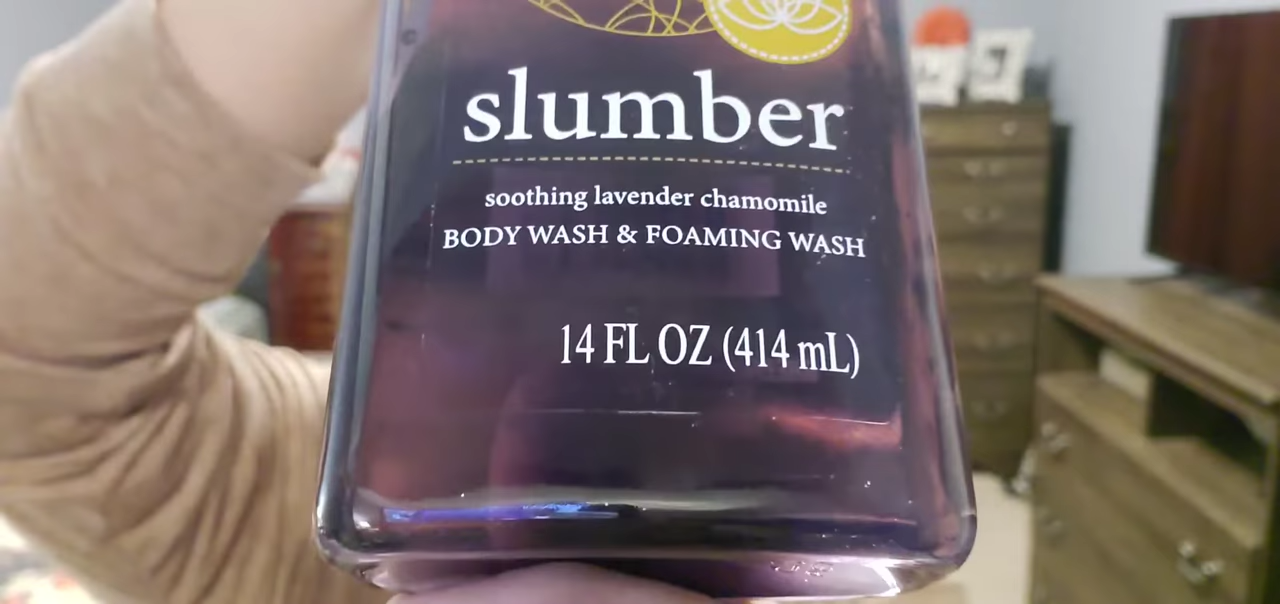 slumber
soothing lavender chamomile
BODY WASH & FOAMING WASH
14 FL OZ (414 mL)